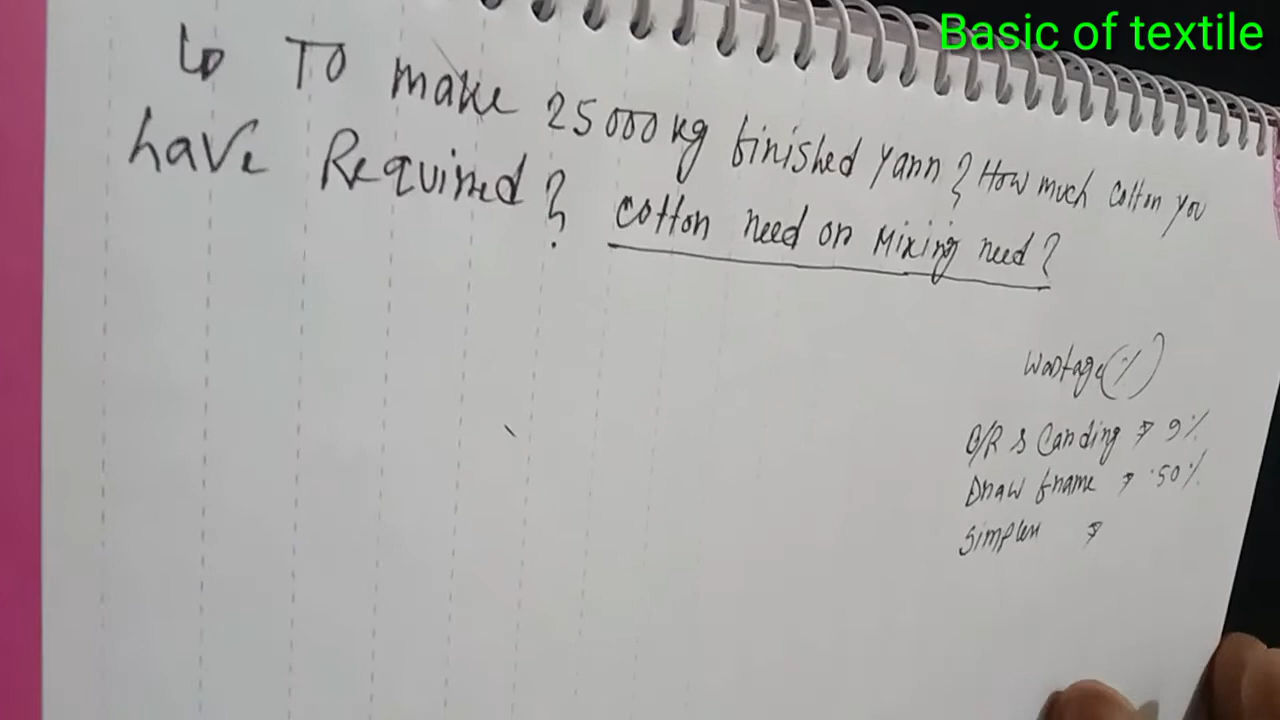 Basic of textile
↳ To make 25000 kg finished yarn? How much cotton you
have Required?
cotton need or Mixing need?
Wastage(%)
B/R & Carding → 9%
Draw frame → .50%
Simplex →